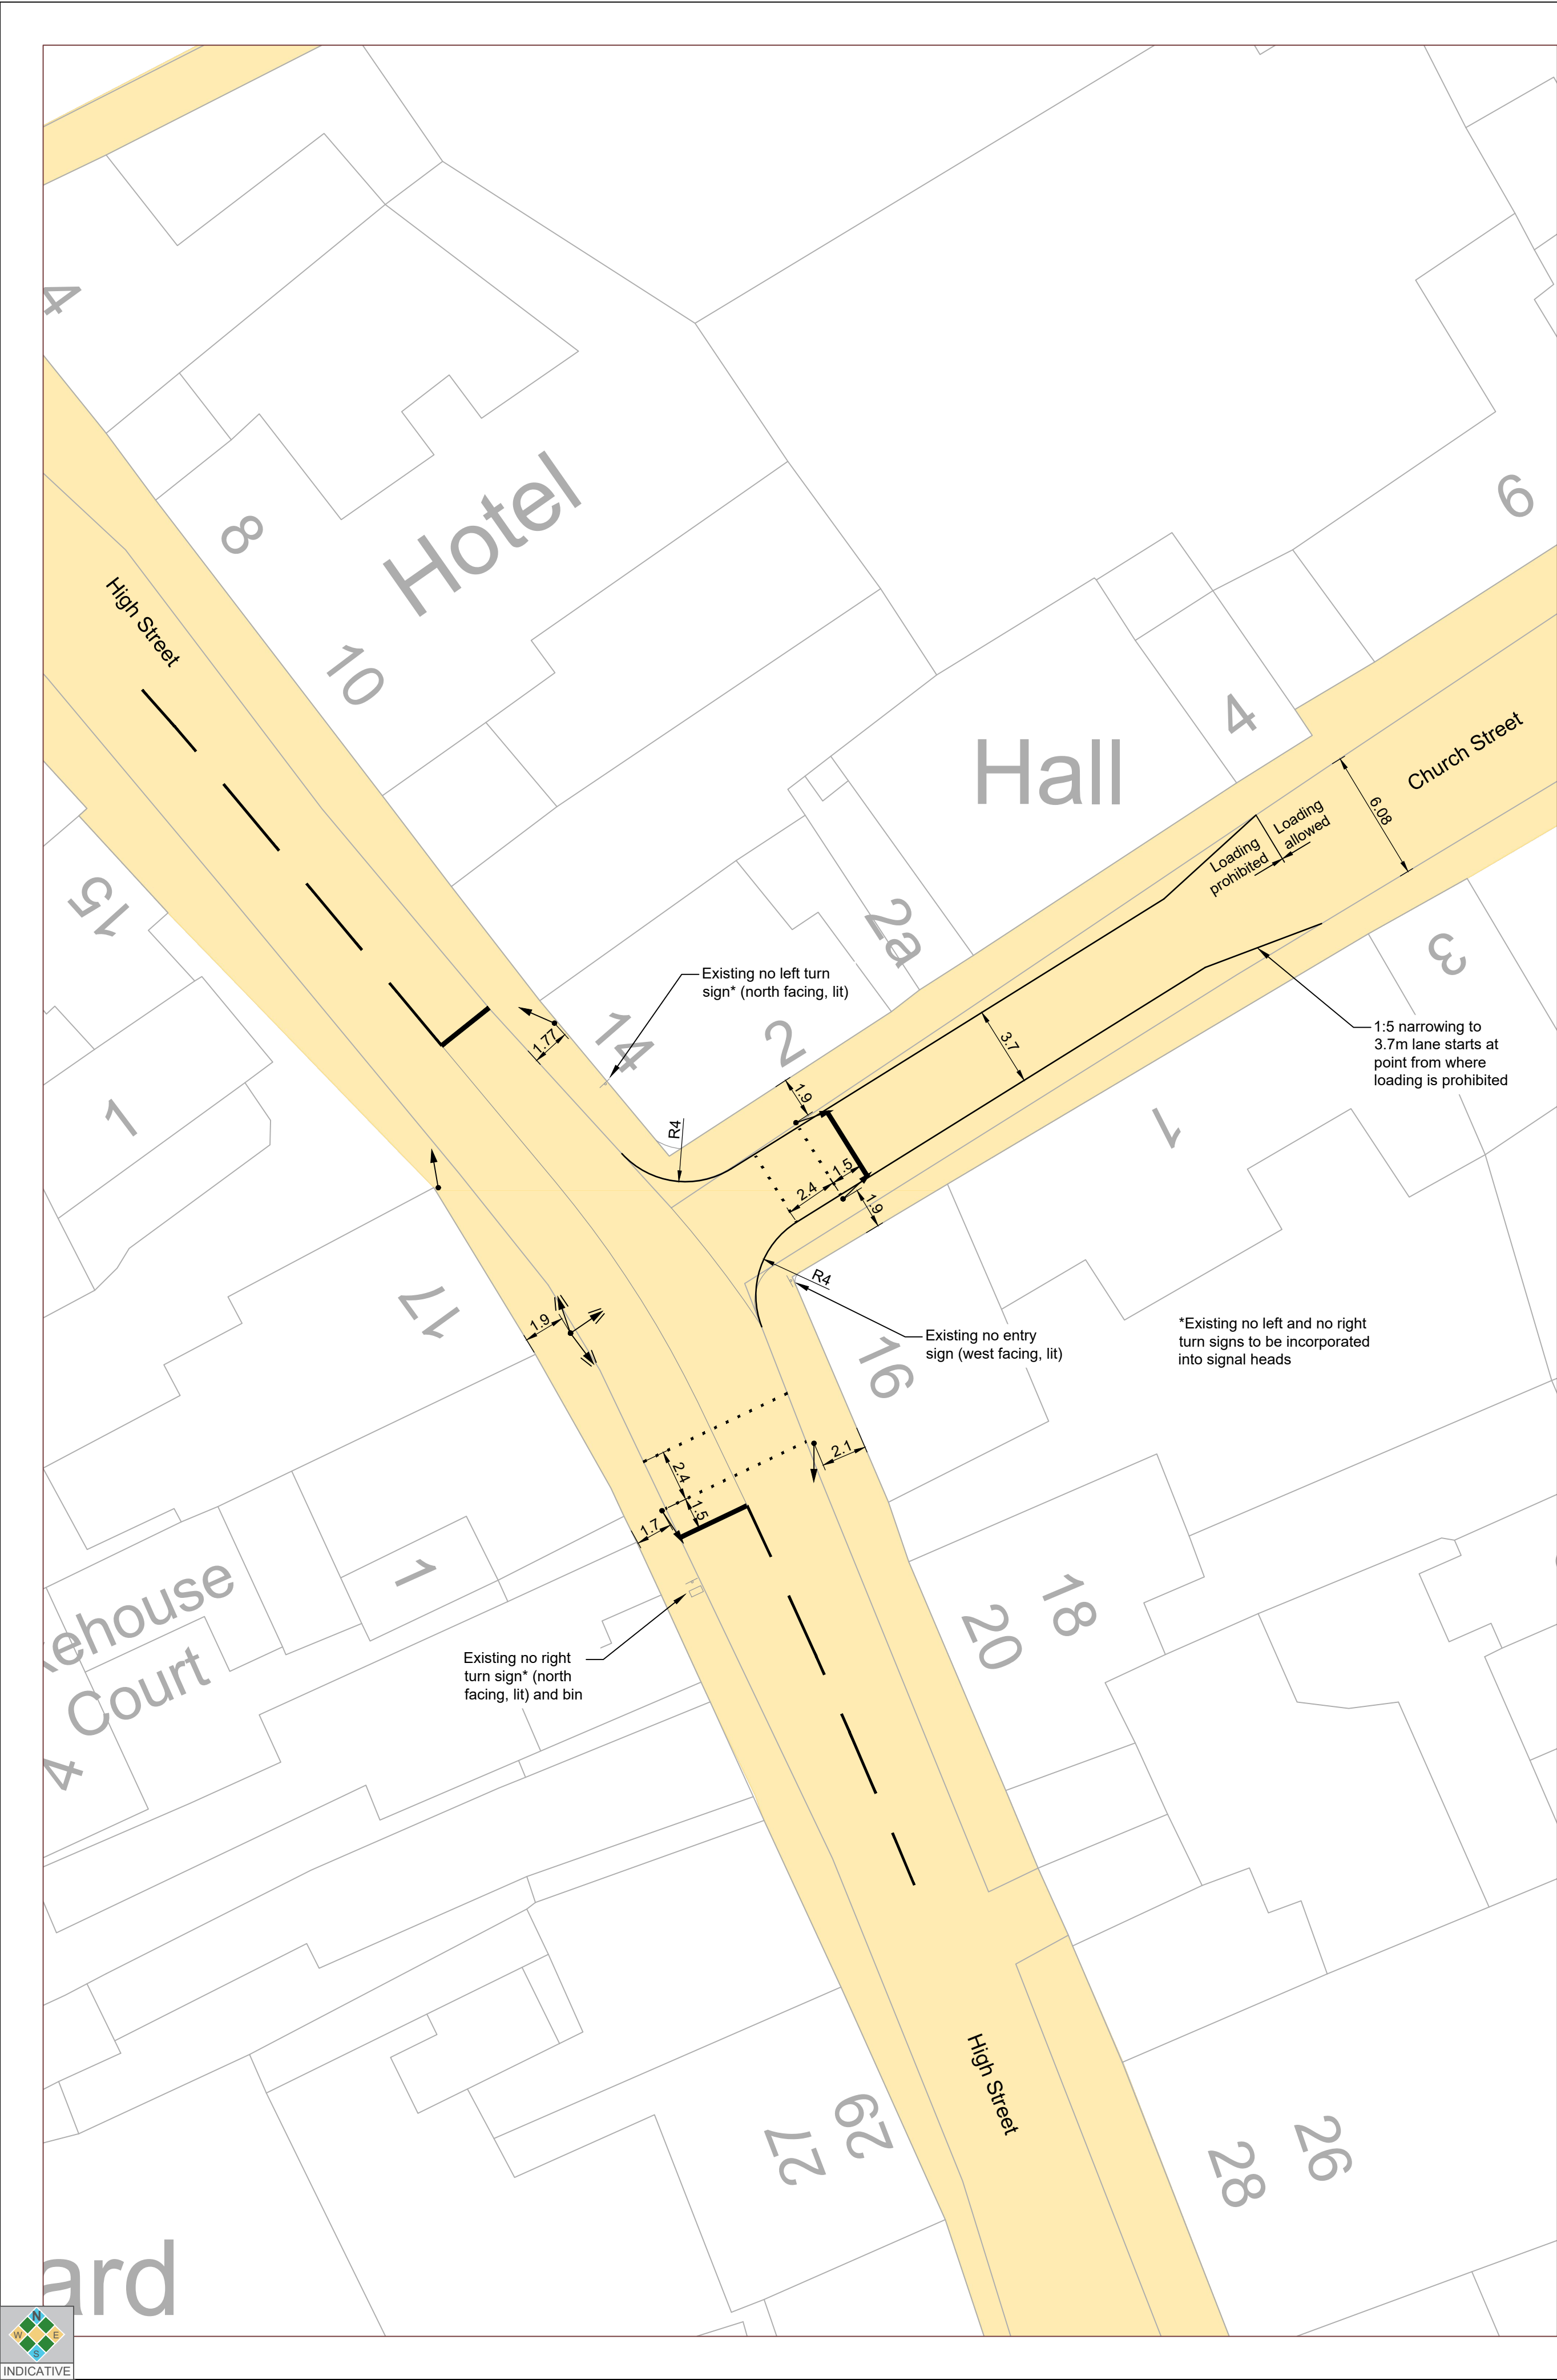 4
8
Hotel
6
High Street
10
4
Church Street
Hall
6.08
Loading
allowed
Loading
prohibited
15
2a
3
Existing no left turn
sign* (north facing, lit)
14
2
1.77
3.7
1:5 narrowing to
3.7m lane starts at
point from where
loading is prohibited
1
1.9
R4
1
1.5
2.4
1.9
17
R4
1.9
Existing no entry
sign (west facing, lit)
*Existing no left and no right
turn signs to be incorporated
into signal heads
16
2.1
2.4
1.5
1.7
1
18
20
kehouse
Court
4
Existing no right
turn sign* (north
facing, lit) and bin
High Street
29
27
26
28
ard
N
W
E
S
INDICATIVE